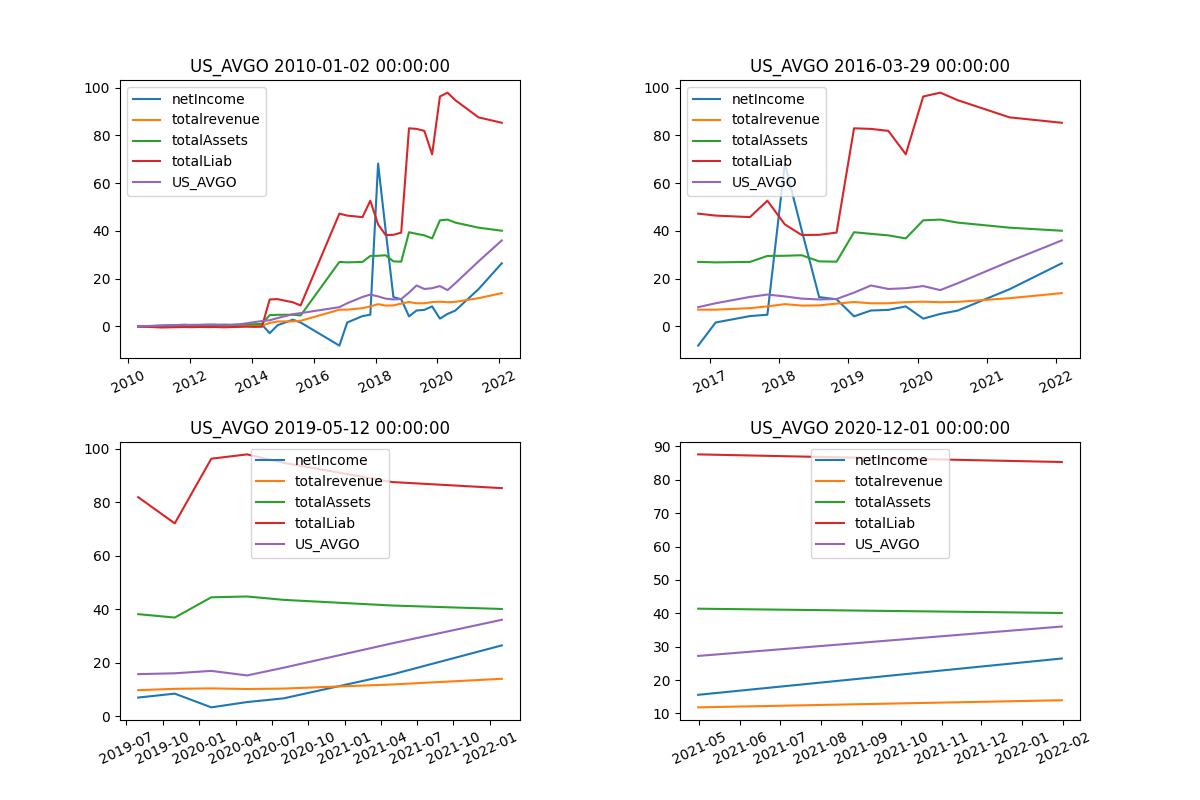 US_AVGO 2010-01-02 00:00:00
100
80
60
40
20
0
netIncome
totalrevenue
totalAssets
totalLiab
US_AVGO
2010
2012
2014
2016
2018
2020
2022
US_AVGO 2016-03-29 00:00:00
100
80
60
40
20
0
netIncome
totalrevenue
totalAssets
totalLiab
US_AVGO
2017
2018
2019
2020
2021
2022
US_AVGO 2019-05-12 00:00:00
100
80
60
40
20
0
netIncome
totalrevenue
totalAssets
totalLiab
US_AVGO
2019-07
2019-10
2020-01
2020-04
2020-07
2020-10
2021-01
2021-04
2021-07
2021-10
2022-01
US_AVGO 2020-12-01 00:00:00
90
80
70
60
50
40
30
20
10
netIncome
totalrevenue
totalAssets
totalLiab
US_AVGO
2021-05
2021-06
2021-07
2021-08
2021-09
2021-10
2021-11
2021-12
2022-01
2022-02